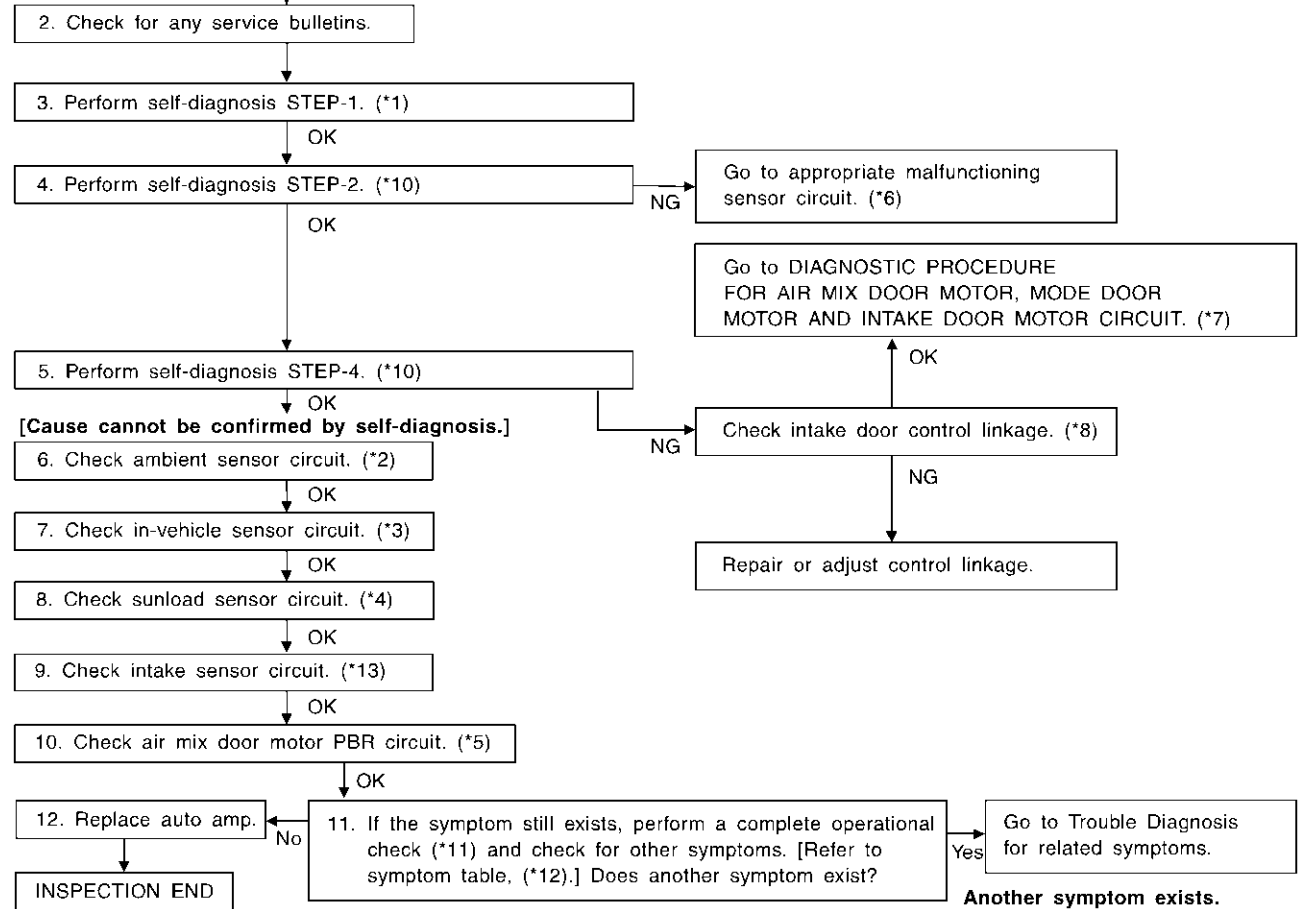 2. Check for any service bulletins.
3. Perform self-diagnosis STEP-1. (*1)
OK
4. Perform self-diagnosis STEP-2. (*10)
NG
Go to appropriate malfunctioning
sensor circuit. (*6)
OK
Go to DIAGNOSTIC PROCEDURE
FOR AIR MIX DOOR MOTOR, MODE DOOR
MOTOR AND INTAKE DOOR MOTOR CIRCUIT. (*7)
OK
5. Perform self-diagnosis STEP-4. (*10)
OK
[Cause cannot be confirmed by self-diagnosis.]
NG
Check intake door control linkage. (*8)
NG
Repair or adjust control linkage.
6. Check ambient sensor circuit. (*2)
OK
7. Check in-vehicle sensor circuit. (*3)
OK
8. Check sunload sensor circuit. (*4)
OK
9. Check intake sensor circuit. (*13)
OK
10. Check air mix door motor PBR circuit. (*5)
OK
11. If the symptom still exists, perform a complete operational
check (*11) and check for other symptoms. [Refer to
symptom table, (*12).] Does another symptom exist?
No
12. Replace auto amp.
INSPECTION END
Yes
Go to Trouble Diagnosis
for related symptoms.
Another symptom exists.